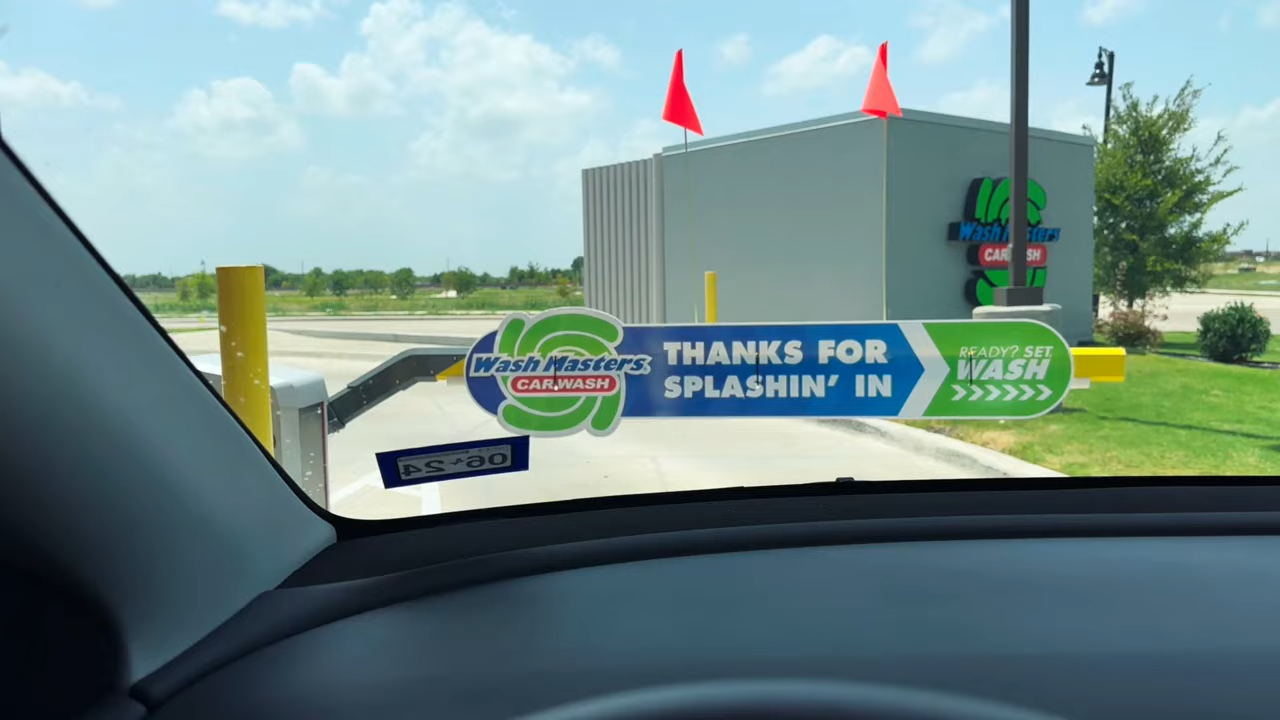 Wash Masters
CAR WASH
Wash Masters
CAR WASH
THANKS FOR
SPLASHIN' IN
READY? SET.
WASH
06-24